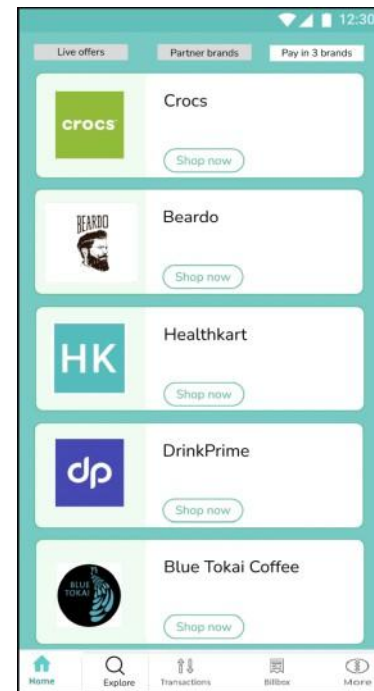 12:30
Live offers Partner brands Pay in 3 brands
crocs
Crocs
Shop now
BEARDO
Beardo
Shop now
HK
Healthkart
Shop now
dp
DrinkPrime
Shop now
BLUE
TOKAI
Blue Tokai Coffee
Shop now
Home Explore Transactions Billbox More